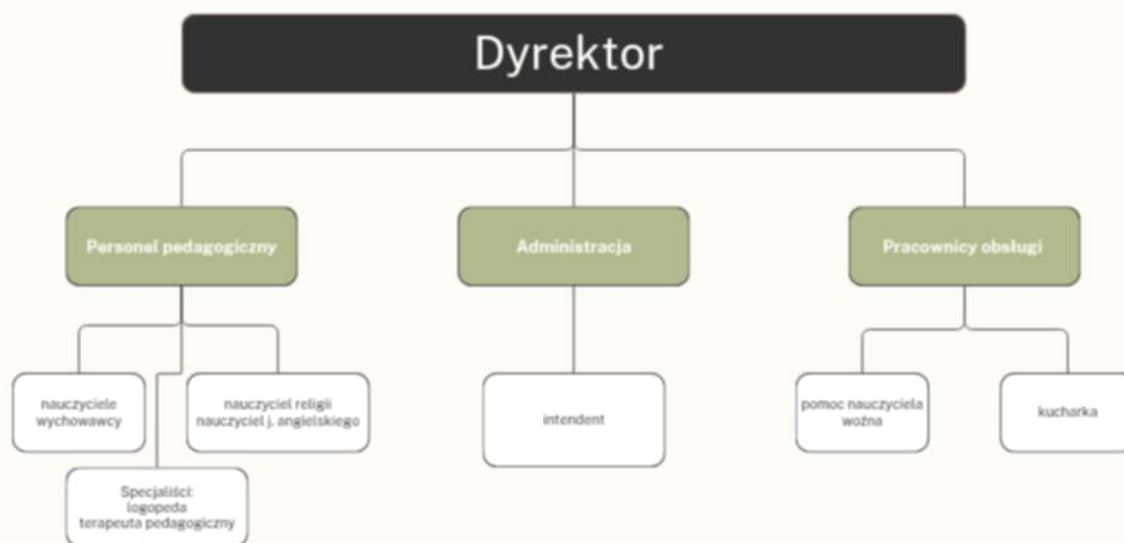 Dyrektor
Personel pedagogiczny
Administracja
Pracownicy obsługi
nauczyciele
wychowawcy
nauczyciel religii
nauczyciel j. angielskiego
intendent
pomoc nauczyciela
woźna
kucharka
Specjaliści:
logopeda
terapeuta pedagogiczny